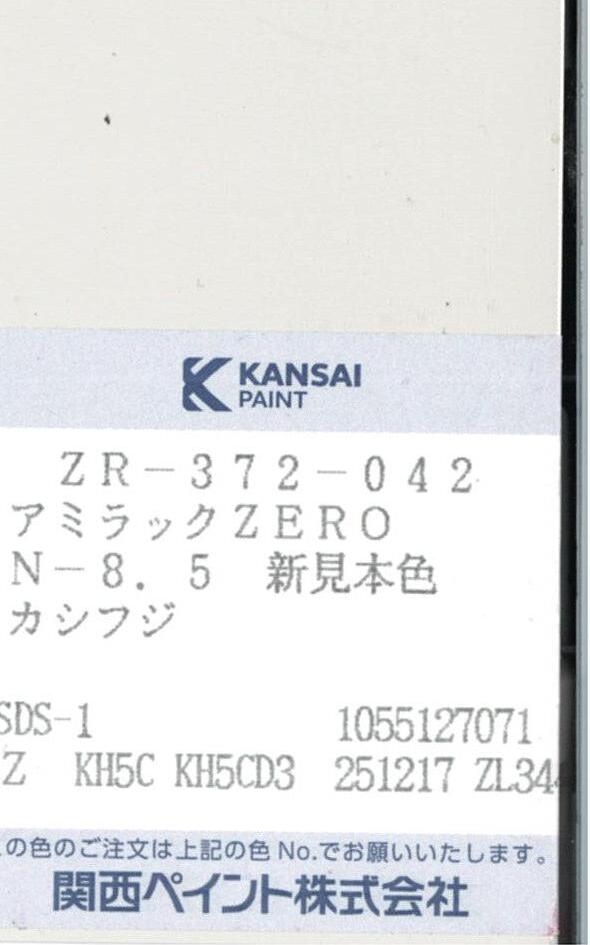 KANSAI
PAINT
ZR-372-042
アミラックZERO
N-8.5 新見本色
カシフジ
SDS-1 1055127071
Z KH5C KH5CD3 251217 ZL344
の色のご注文は上記の色No.でお願いいたします。
関西ペイント株式会社